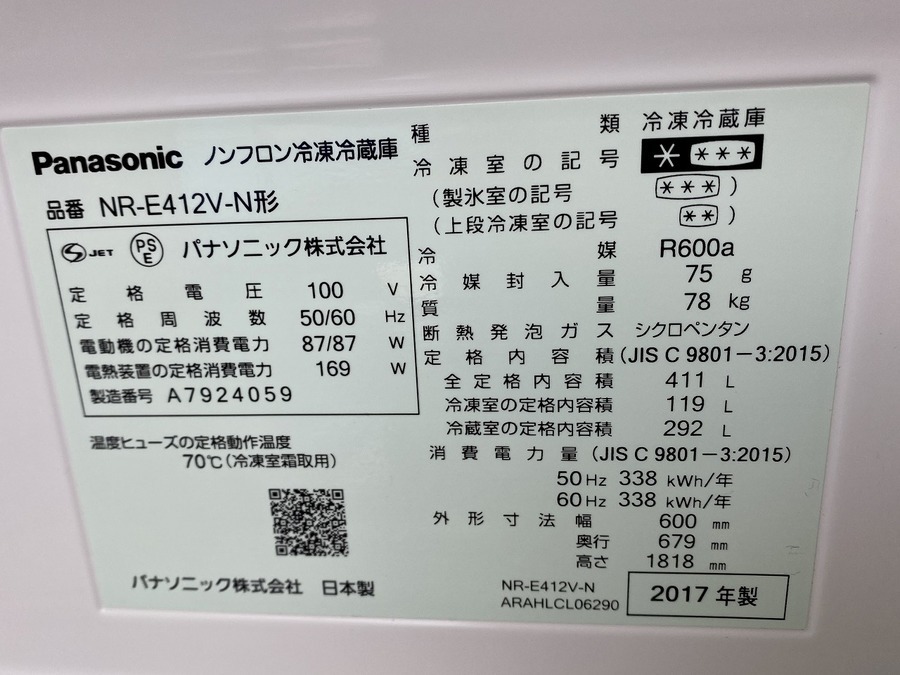 Panasonic ノンフロン冷凍冷蔵庫
品番 NR-E412V-N形
JET PSE パナソニック株式会社
定格電圧 100 V
定格周波数 50/60 Hz
電動機の定格消費電力 87/87 W
電熱装置の定格消費電力 169 W
製造番号 A7924059
温度ヒューズの定格動作温度
70℃(冷凍室霜取用)
パナソニック株式会社 日本製
種類 冷凍冷蔵庫
冷凍室の記号 * ***
(製氷室の記号 *** )
(上段冷凍室の記号 ** )
冷媒 R600a
冷媒封入量 75 g
質量 78 kg
断熱発泡ガス シクロペンタン
定格内容積 (JIS C 9801-3:2015)
全定格内容積 411 L
冷凍室の定格内容積 119 L
冷蔵室の定格内容積 292 L
消費電力量 (JIS C 9801-3:2015)
50Hz 338 kWh/年
60Hz 338 kWh/年
外形寸法幅 600 mm
奥行 679 mm
高さ 1818 mm
NR-E412V-N
ARAHLCL06290
2017年製